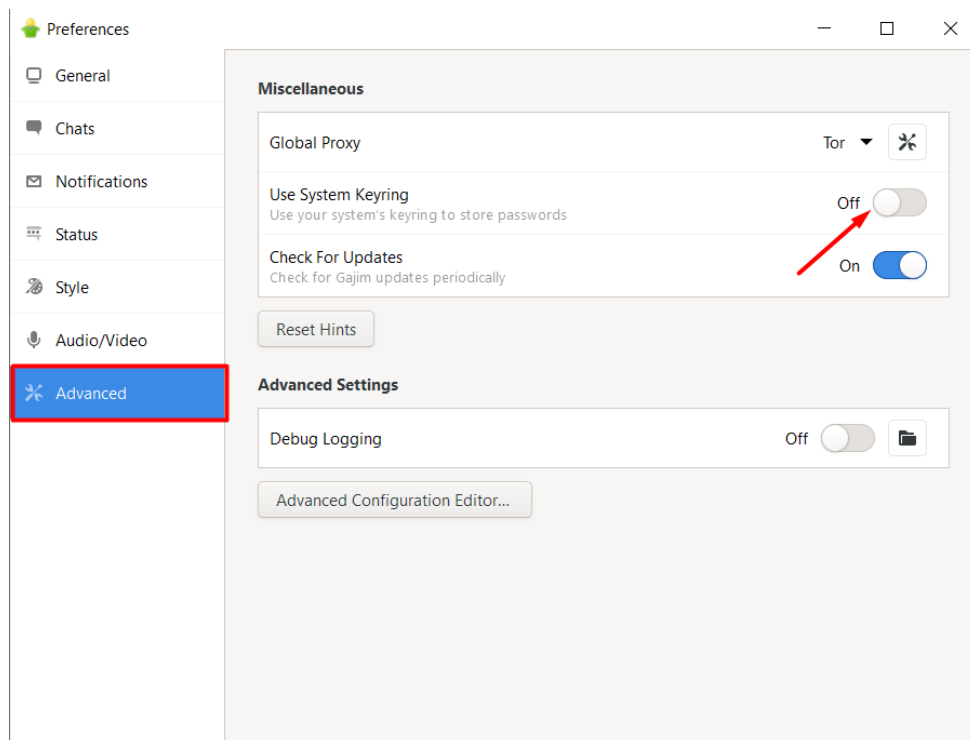 Preferences
General
Chats
Notifications
Status
Style
Audio/Video
Advanced
Miscellaneous
Global Proxy
Tor
Use System Keyring
Use your system's keyring to store passwords
Off
Check For Updates
Check for Gajim updates periodically
On
Reset Hints
Advanced Settings
Debug Logging
Off
Advanced Configuration Editor...